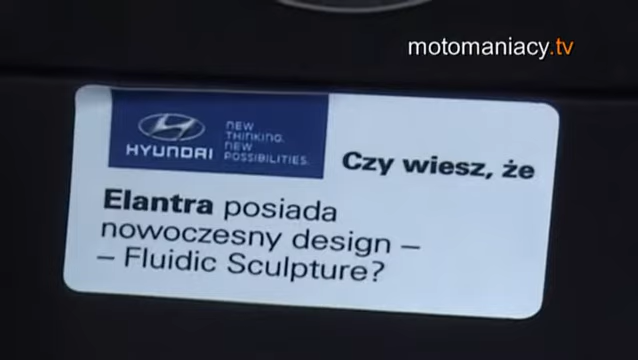 motomaniacy.tv
HYUNDAI
NEW
THINKING.
NEW
POSSIBILITIES.
Czy wiesz, że
Elantra posiada
nowoczesny design –
– Fluidic Sculpture?